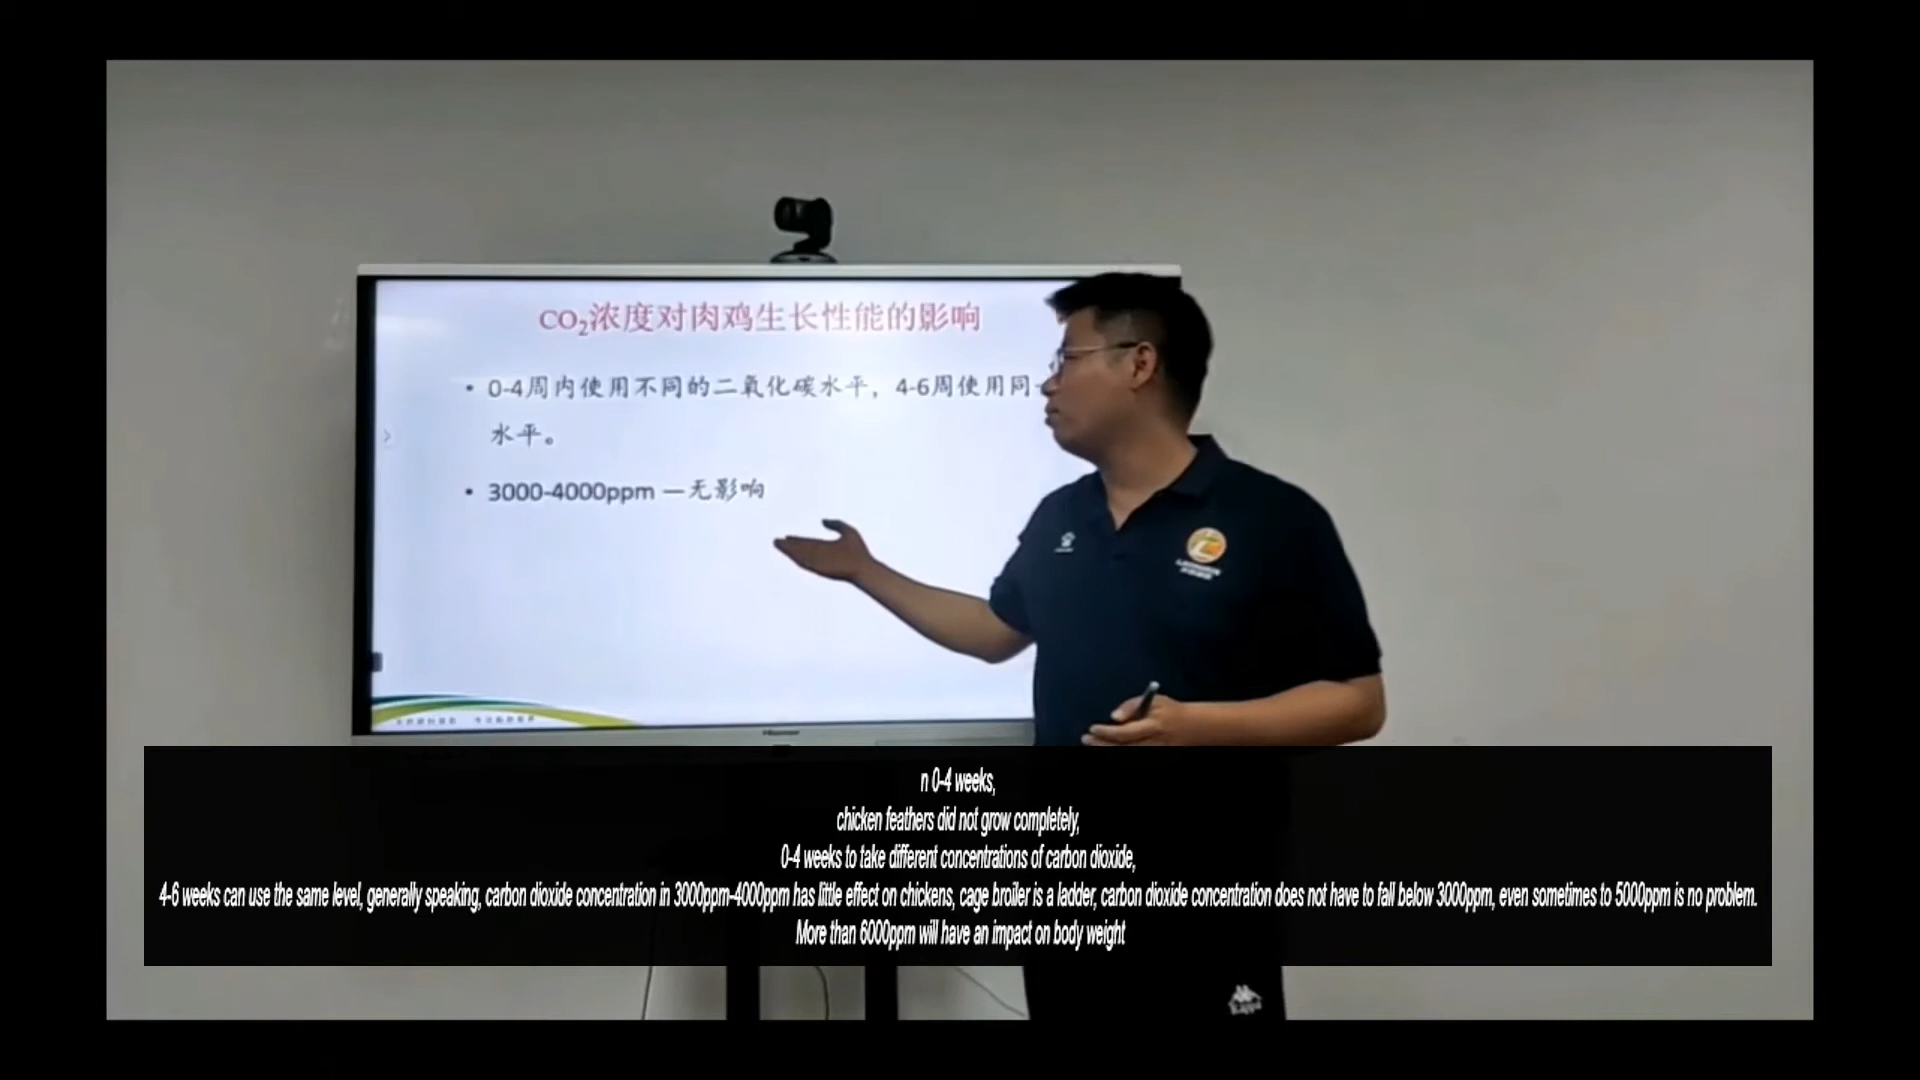 CO₂浓度对肉鸡生长性能的影响
• 0-4周内使用不同的二氧化碳水平，4-6周使用同
水平。
• 3000-4000ppm —无影响
Hisense
n 0-4 weeks,
chicken feathers did not grow completely,
0-4 weeks to take different concentrations of carbon dioxide,
4-6 weeks can use the same level, generally speaking, carbon dioxide concentration in 3000ppm-4000ppm has little effect on chickens, cage broiler is a ladder, carbon dioxide concentration does not have to fall below 3000ppm, even sometimes to 5000ppm is no problem.
More than 6000ppm will have an impact on body weight
Kappa